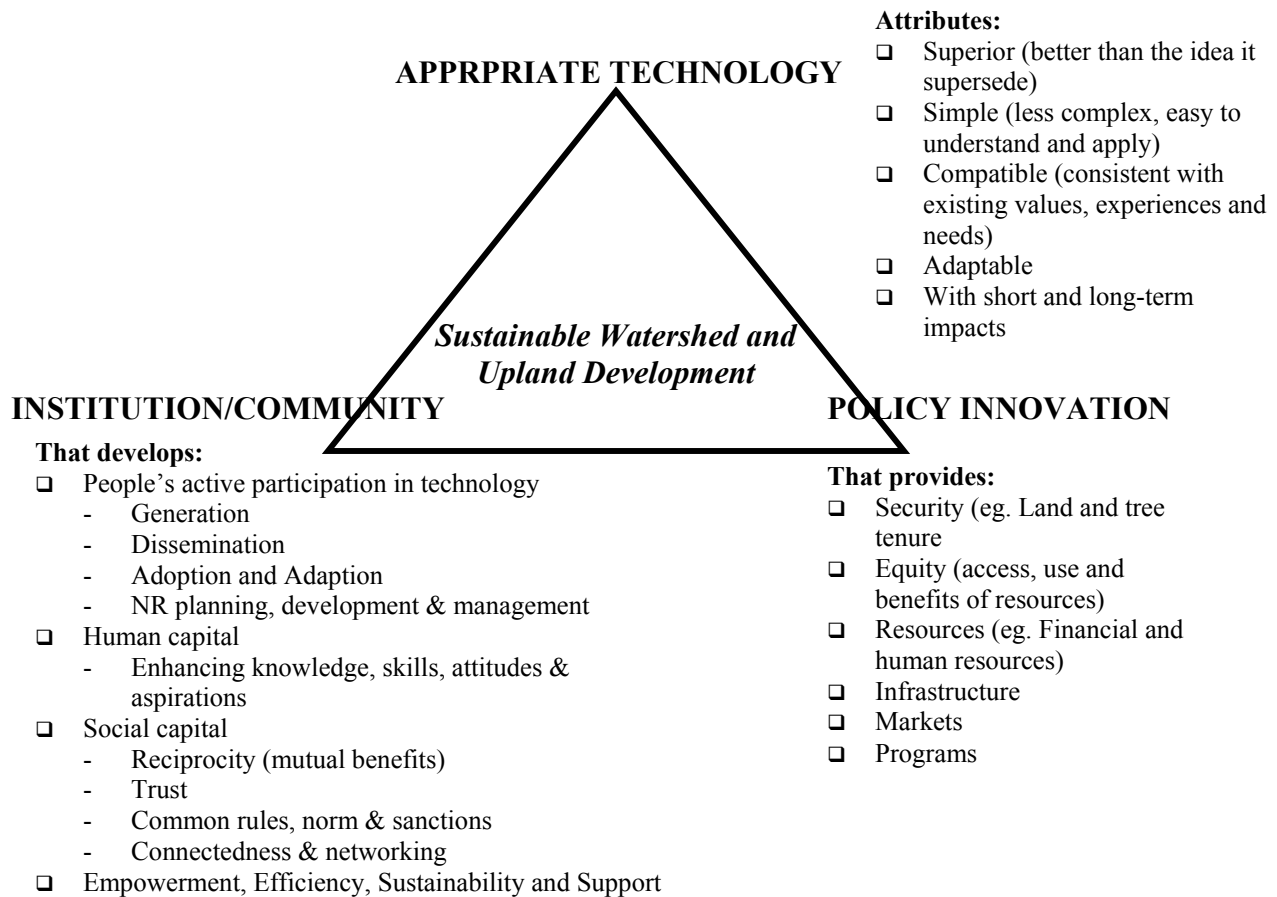 APPRPRIATE TECHNOLOGY
Attributes:
❑ Superior (better than the idea it
supersede)
❑ Simple (less complex, easy to
understand and apply)
❑ Compatible (consistent with
existing values, experiences and
needs)
❑ Adaptable
❑ With short and long-term
impacts
Sustainable Watershed and
Upland Development
INSTITUTION/COMMUNITY
That develops:
❑ People’s active participation in technology
- Generation
- Dissemination
- Adoption and Adaption
- NR planning, development & management
❑ Human capital
- Enhancing knowledge, skills, attitudes &
aspirations
❑ Social capital
- Reciprocity (mutual benefits)
- Trust
- Common rules, norm & sanctions
- Connectedness & networking
❑ Empowerment, Efficiency, Sustainability and Support
POLICY INNOVATION
That provides:
❑ Security (eg. Land and tree
tenure
❑ Equity (access, use and
benefits of resources)
❑ Resources (eg. Financial and
human resources)
❑ Infrastructure
❑ Markets
❑ Programs